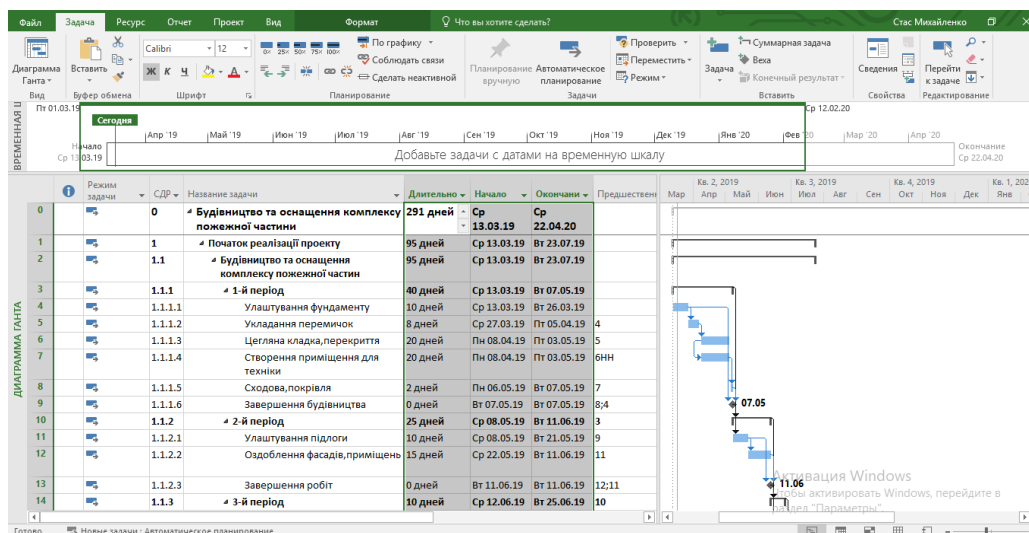 Файл Задача Ресурс Отчет Проект Вид Формат Что вы хотите сделать? Стас Михайленко
Диаграмма Ганта
Вид
Вставить
Буфер обмена
Calibri 12
Ж К Ч
Шрифт
0% 25% 50% 75% 100%
По графику
Соблюдать связи
Сделать неактивной
Планирование
Планирование вручную
Автоматическое планирование
Проверить
Переместить
Режим
Задачи
Задача
Суммарная задача
Веха
Конечный результат
Вставить
Сведения
Свойства
Перейти к задаче
Редактирование
ВРЕМЕННАЯ Ш
Пт 01.03.19 Ср 12.02.20
Сегодня
Апр '19 Май '19 Июн '19 Июл '19 Авг '19 Сен '19 Окт '19 Ноя '19 Дек '19 Янв '20 Фев '20 Мар '20 Апр '20
Начало
Ср 13.03.19
Добавьте задачи с датами на временную шкалу
Окончание
Ср 22.04.20
ДИАГРАММА ГАНТА
Режим задачи СДР Название задачи Длительно Начало Окончани Предшествен
Кв. 2, 2019 Кв. 3, 2019 Кв. 4, 2019 Кв. 1, 202
Мар Апр Май Июн Июл Авг Сен Окт Ноя Дек Янв
0 0 Будівництво та оснащення комплексу 291 дней Ср Ср
пожежної частини 13.03.19 22.04.20
1 1 Початок реалізації проекту 95 дней Ср 13.03.19 Вт 23.07.19
2 1.1 Будівництво та оснащення 95 дней Ср 13.03.19 Вт 23.07.19
комплексу пожежної частин
3 1.1.1 1-й період 40 дней Ср 13.03.19 Вт 07.05.19
4 1.1.1.1 Улаштування фундаменту 10 дней Ср 13.03.19 Вт 26.03.19
5 1.1.1.2 Укладання перемичок 8 дней Ср 27.03.19 Пт 05.04.19 4
6 1.1.1.3 Цегляна кладка,перекриття 20 дней Пн 08.04.19 Пт 03.05.19 5
7 1.1.1.4 Створення приміщення для 20 дней Пн 08.04.19 Пт 03.05.19 6НН
техніки
8 1.1.1.5 Сходова,покрівля 2 дней Пн 06.05.19 Вт 07.05.19 7
9 1.1.1.6 Завершення будівництва 0 дней Вт 07.05.19 Вт 07.05.19 8;4 07.05
10 1.1.2 2-й період 25 дней Ср 08.05.19 Вт 11.06.19 3
11 1.1.2.1 Улаштування підлоги 10 дней Ср 08.05.19 Вт 21.05.19 9
12 1.1.2.2 Оздоблення фасадів,приміщень 15 дней Ср 22.05.19 Вт 11.06.19 11
13 1.1.2.3 Завершення робіт 0 дней Вт 11.06.19 Вт 11.06.19 12;11 11.06
14 1.1.3 3-й період 10 дней Ср 12.06.19 Вт 25.06.19 10
Активация Windows
Чтобы активировать Windows, перейдите в
раздел "Параметры".
Готово Новые задачи : Автоматическое планирование